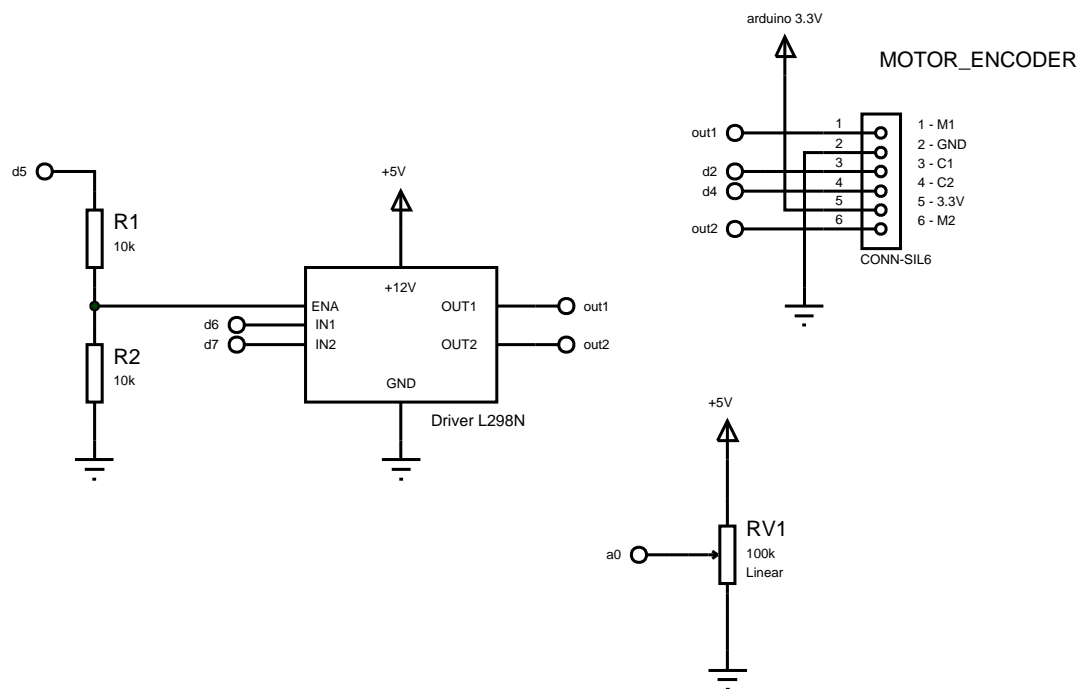 arduino 3.3V
MOTOR_ENCODER
out1
1
1 - M1
2
2 - GND
d2
3
3 - C1
d4
4
4 - C2
5
5 - 3.3V
out2
6
6 - M2
CONN-SIL6
d5
R1
10k
R2
10k
+5V
+12V
ENA
OUT1
out1
d6
IN1
d7
IN2
OUT2
out2
GND
Driver L298N
+5V
RV1
a0
100k
Linear